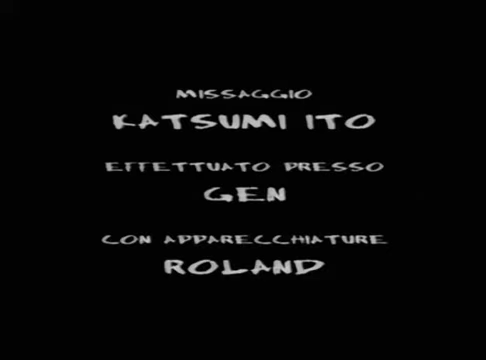 MISSAGGIO
KATSUMI ITO
EFFETTUATO PRESSO
GEN
CON APPARECCHIATURE
ROLAND